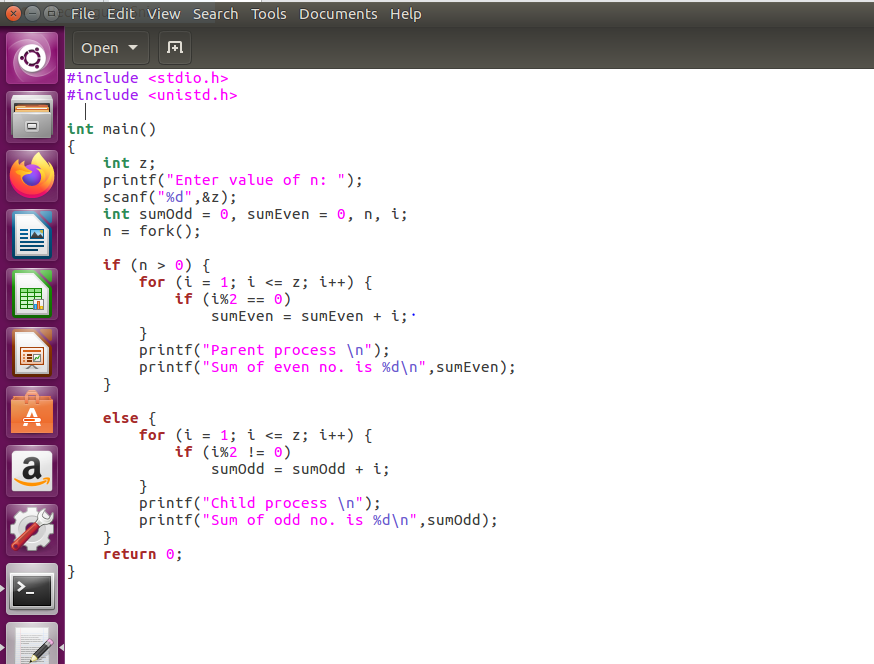 File Edit View Search Tools Documents Help
Open
#include <stdio.h>
#include <unistd.h>
int main()
{
    int z;
    printf("Enter value of n: ");
    scanf("%d",&z);
    int sumOdd = 0, sumEven = 0, n, i;
    n = fork();
    if (n > 0) {
        for (i = 1; i <= z; i++) {
            if (i%2 == 0)
                sumEven = sumEven + i;
        }
        printf("Parent process \n");
        printf("Sum of even no. is %d\n",sumEven);
    }
    else {
        for (i = 1; i <= z; i++) {
            if (i%2 != 0)
                sumOdd = sumOdd + i;
        }
        printf("Child process \n");
        printf("Sum of odd no. is %d\n",sumOdd);
    }
    return 0;
}